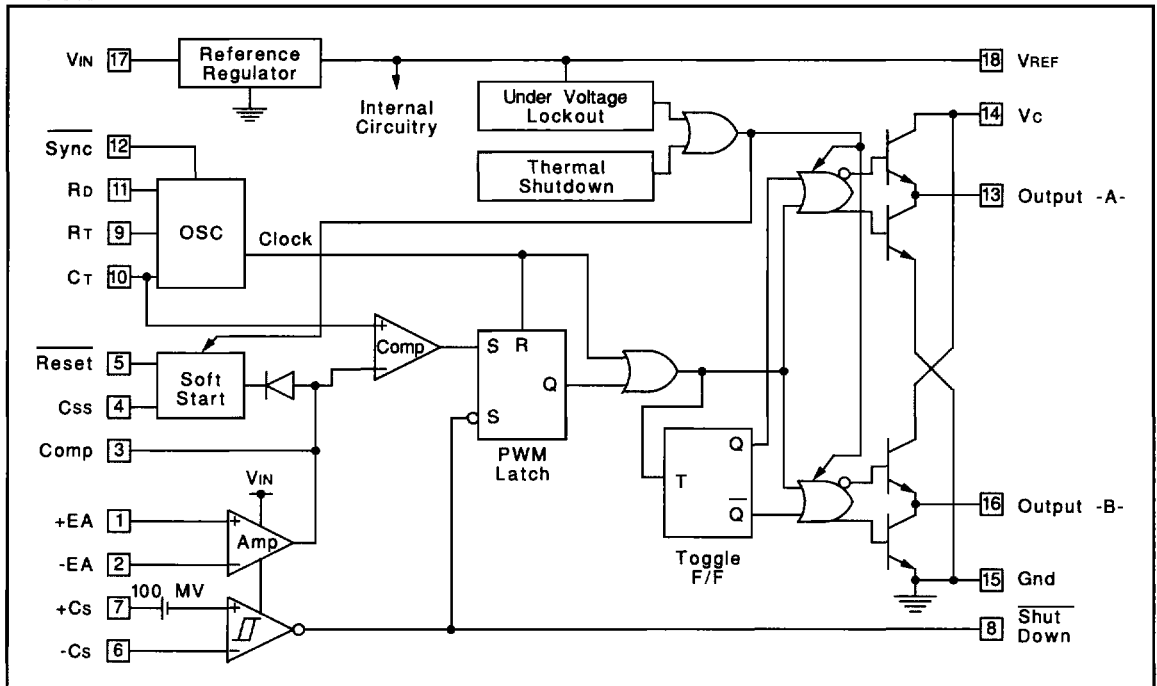 VIN 17
Reference
Regulator
18 VREF
Internal
Circuitry
Under Voltage
Lockout
Thermal
Shutdown
14 Vc
Sync 12
RD 11
RT 9
CT 10
OSC
Clock
13 Output -A-
Reset 5
Css 4
Soft
Start
Comp 3
+
Comp
−
S R
Q
S
PWM
Latch
VIN
+EA 1
-EA 2
+
Amp
−
Q
T
Q
Toggle
F/F
16 Output -B-
15 Gnd
100 MV
+Cs 7
-Cs 6
+
−
8 Shut
Down